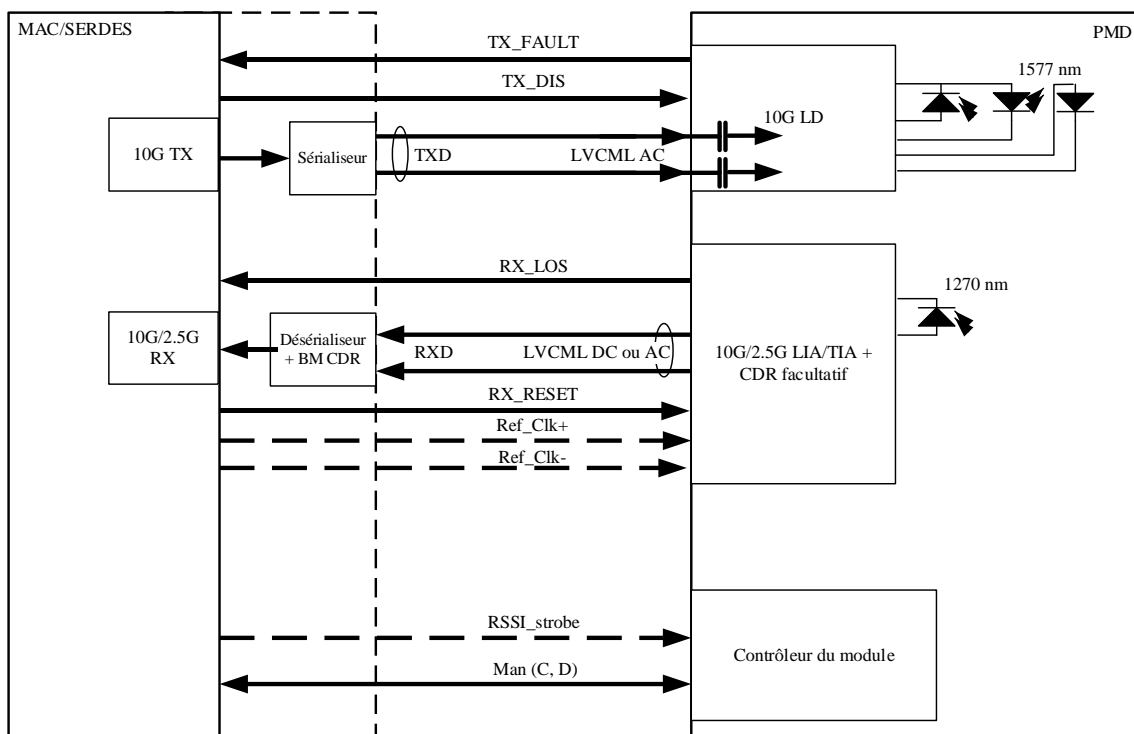 MAC/SERDES
PMD
TX_FAULT
1577 nm
TX_DIS
10G LD
10G TX
Sérialiseur
TXD
LVCML AC
RX_LOS
1270 nm
10G/2.5G
RX
Désérialiseur
+ BM CDR
RXD
LVCML DC ou AC
10G/2.5G LIA/TIA +
CDR facultatif
RX_RESET
Ref_Clk+
Ref_Clk-
RSSI_strobe
Contrôleur du module
Man (C, D)